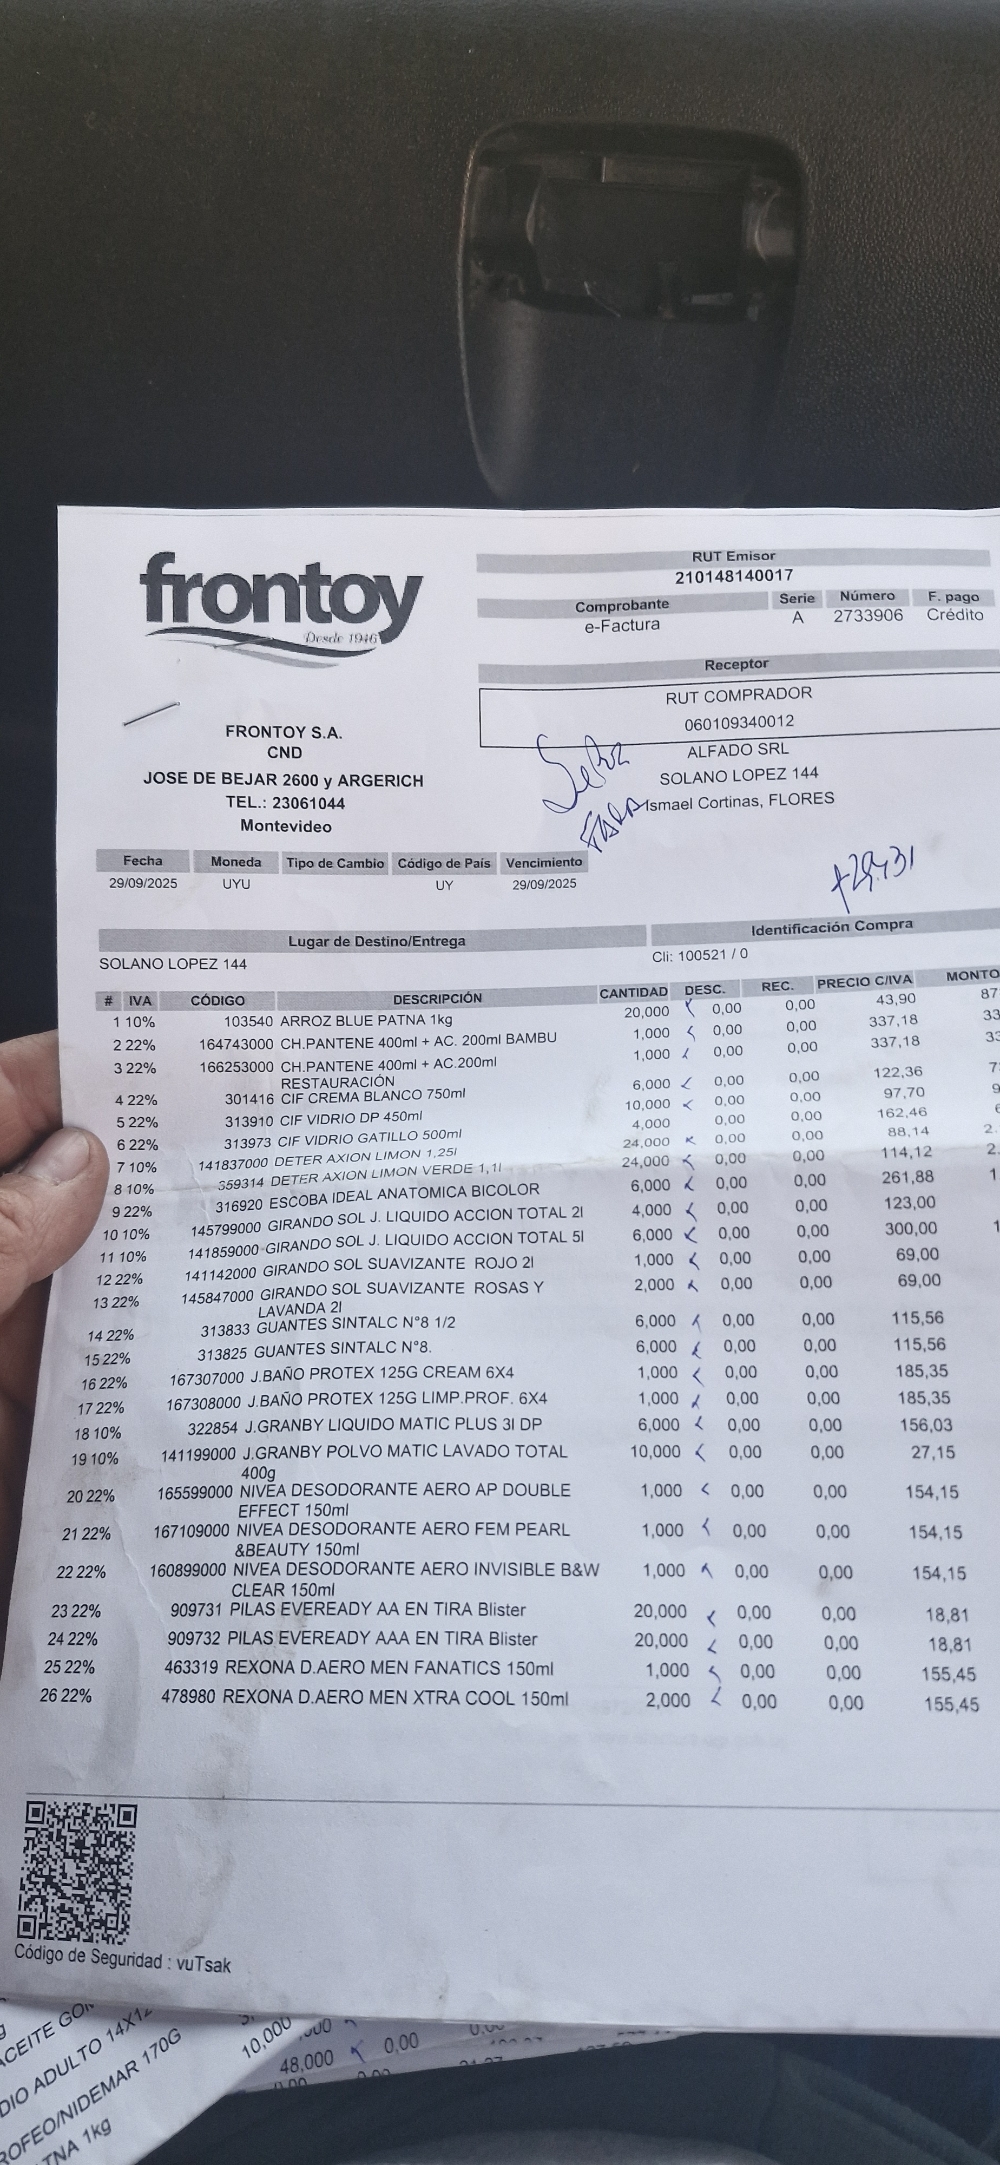 frontoy
Desde 1946
FRONTOY S.A.
CND
JOSE DE BEJAR 2600 y ARGERICH
TEL.: 23061044
Montevideo
RUT Emisor
210148140017
Comprobante Serie Número F. pago
e-Factura A 2733906 Crédito
Receptor
RUT COMPRADOR
060109340012
ALFADO SRL
SOLANO LOPEZ 144
Ismael Cortinas, FLORES
Fecha Moneda Tipo de Cambio Código de País Vencimiento
29/09/2025 UYU UY 29/09/2025
Lugar de Destino/Entrega Identificación Compra
SOLANO LOPEZ 144 Cli: 100521 / 0
# IVA CÓDIGO DESCRIPCIÓN CANTIDAD DESC. REC. PRECIO C/IVA MONTO
1 10% 103540 ARROZ BLUE PATNA 1kg 20,000 0,00 0,00 43,90 87
2 22% 164743000 CH.PANTENE 400ml + AC. 200ml BAMBU 1,000 0,00 0,00 337,18 33
3 22% 166253000 CH.PANTENE 400ml + AC.200ml 1,000 0,00 0,00 337,18 33
RESTAURACIÓN
4 22% 301416 CIF CREMA BLANCO 750ml 6,000 0,00 0,00 122,36
5 22% 313910 CIF VIDRIO DP 450ml 10,000 0,00 0,00 97,70
6 22% 313973 CIF VIDRIO GATILLO 500ml 4,000 0,00 0,00 162,46
7 10% 141837000 DETER AXION LIMON 1,25l 24,000 0,00 0,00 88,14 2.
8 10% 359314 DETER AXION LIMON VERDE 1,1l 24,000 0,00 0,00 114,12 2.
9 22% 316920 ESCOBA IDEAL ANATOMICA BICOLOR 6,000 0,00 0,00 261,88 1
10 10% 145799000 GIRANDO SOL J. LIQUIDO ACCION TOTAL 2l 4,000 0,00 0,00 123,00
11 10% 141859000 GIRANDO SOL J. LIQUIDO ACCION TOTAL 5l 6,000 0,00 0,00 300,00 1
12 22% 141142000 GIRANDO SOL SUAVIZANTE ROJO 2l 1,000 0,00 0,00 69,00
13 22% 145847000 GIRANDO SOL SUAVIZANTE ROSAS Y 2,000 0,00 0,00 69,00
LAVANDA 2l
14 22% 313833 GUANTES SINTALC N°8 1/2 6,000 0,00 0,00 115,56
15 22% 313825 GUANTES SINTALC N°8. 6,000 0,00 0,00 115,56
16 22% 167307000 J.BAÑO PROTEX 125G CREAM 6X4 1,000 0,00 0,00 185,35
17 22% 167308000 J.BAÑO PROTEX 125G LIMP.PROF. 6X4 1,000 0,00 0,00 185,35
18 10% 322854 J.GRANBY LIQUIDO MATIC PLUS 3l DP 6,000 0,00 0,00 156,03
19 10% 141199000 J.GRANBY POLVO MATIC LAVADO TOTAL 10,000 0,00 0,00 27,15
400g
20 22% 165599000 NIVEA DESODORANTE AERO AP DOUBLE 1,000 0,00 0,00 154,15
EFFECT 150ml
21 22% 167109000 NIVEA DESODORANTE AERO FEM PEARL 1,000 0,00 0,00 154,15
&BEAUTY 150ml
22 22% 160899000 NIVEA DESODORANTE AERO INVISIBLE B&W 1,000 0,00 0,00 154,15
CLEAR 150ml
23 22% 909731 PILAS EVEREADY AA EN TIRA Blister 20,000 0,00 0,00 18,81
24 22% 909732 PILAS EVEREADY AAA EN TIRA Blister 20,000 0,00 0,00 18,81
25 22% 463319 REXONA D.AERO MEN FANATICS 150ml 1,000 0,00 0,00 155,45
26 22% 478980 REXONA D.AERO MEN XTRA COOL 150ml 2,000 0,00 0,00 155,45
Código de Seguridad : vuTsak
ADULTO 14X12
/NIDEMAR 170G
1kg
10,000
48,000 0,00